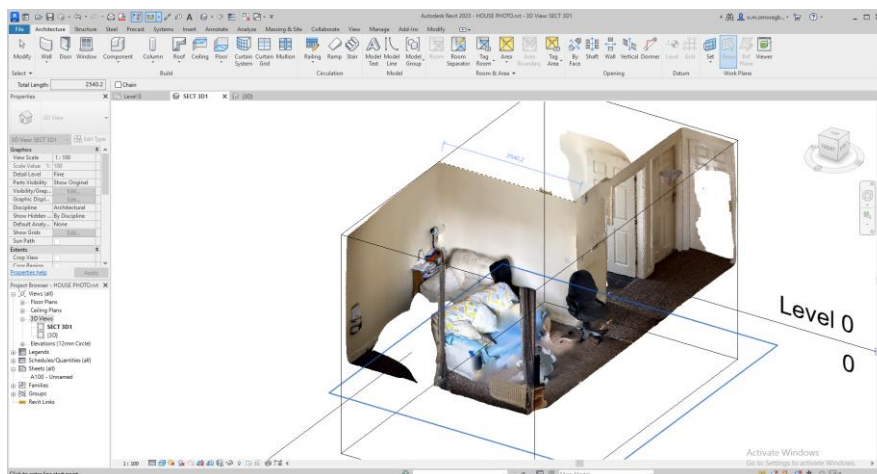 Autodesk Revit 2023 - HOUSE PHOTO.rvt - 3D View: SECT 3D1
File Architecture Structure Steel Precast Systems Insert Annotate Analyze Massing & Site Collaborate View Manage Add-Ins Modify
Modify Wall Door Window Component Column Roof Ceiling Floor Curtain System Curtain Grid Mullion Railing Ramp Stair Model Text Model Line Model Group Room Room Separator Tag Room Area Area Boundary Tag Area By Face Shaft Wall Vertical Dormer Level Grid Set Show Ref Plane Viewer
Select Build Circulation Model Room & Area Opening Datum Work Plane
Total Length: 2540.2 Chain
Properties Level 0 SECT 3D1 {3D}
3D View
3D View: SECT 3D1 Edit Type
Graphics
View Scale 1 : 100
Scale Value 100
Detail Level Fine
Parts Visibility Show Original
Visibility/Grap... Edit...
Graphic Displ... Edit...
Discipline Architectural
Show Hidden ... By Discipline
Default Analy... None
Show Grids Edit...
Sun Path
Extents
Crop View
Properties help Apply
Project Browser - HOUSE PHOTO.rvt
Views (all)
Floor Plans
Ceiling Plans
3D Views
SECT 3D1
{3D}
Elevations (12mm Circle)
Legends
Schedules/Quantities (all)
Sheets (all)
A100 - Unnamed
Families
Groups
Revit Links
2540.2
Level 0
0
1 : 100
Activate Windows
Go to Settings to activate Windows.
Click to enter line start point.